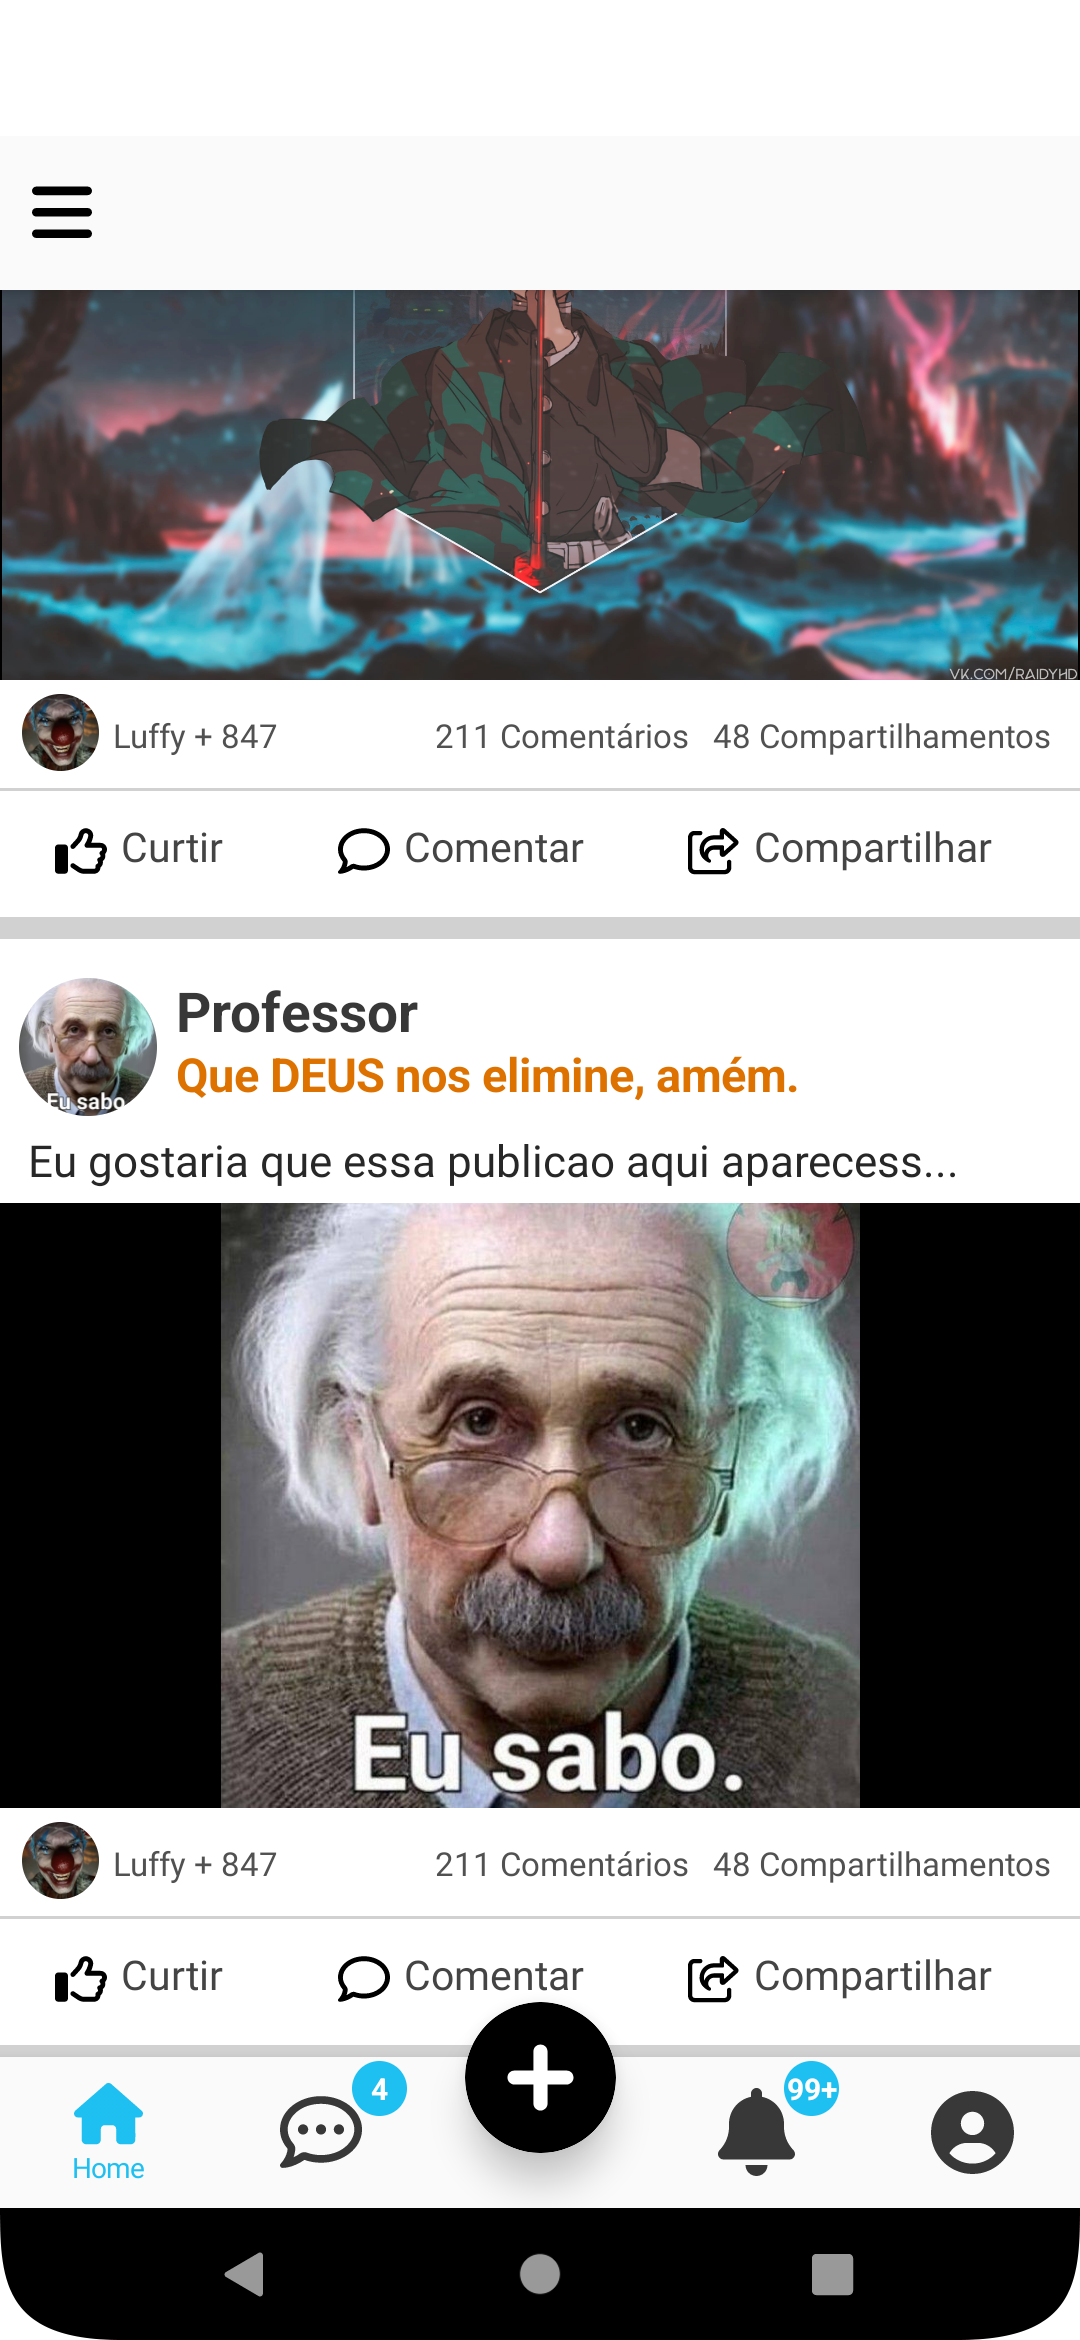 VK.COM/RAIDYHD
Luffy + 847 211 Comentários 48 Compartilhamentos
Curtir Comentar Compartilhar
Professor
Que DEUS nos elimine, amém.
Eu sabo
Eu gostaria que essa publicao aqui aparecess...
Eu sabo.
Luffy + 847 211 Comentários 48 Compartilhamentos
Curtir Comentar Compartilhar
4 99+
Home